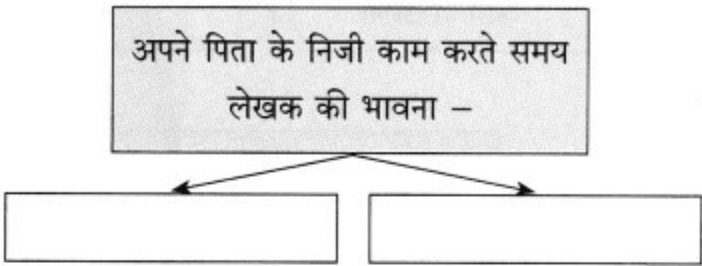 अपने पिता के निजी काम करते समय
लेखक की भावना –